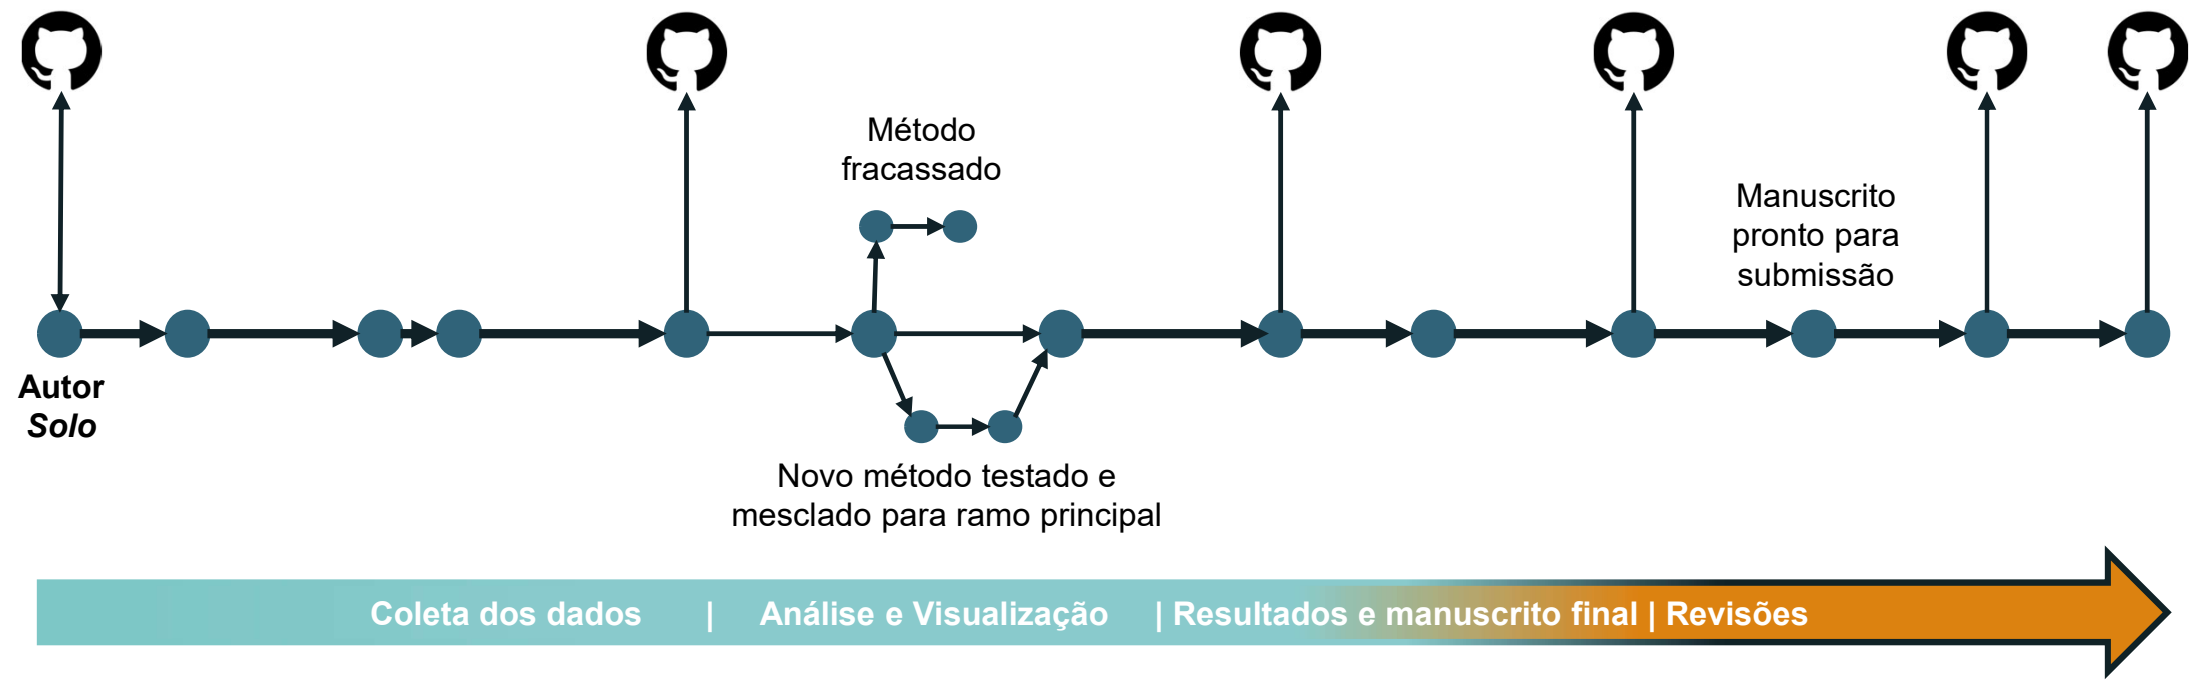 Método
fracassado
Manuscrito
pronto para
submissão
Autor
Solo
Novo método testado e
mesclado para ramo principal
Coleta dos dados | Análise e Visualização | Resultados e manuscrito final | Revisões